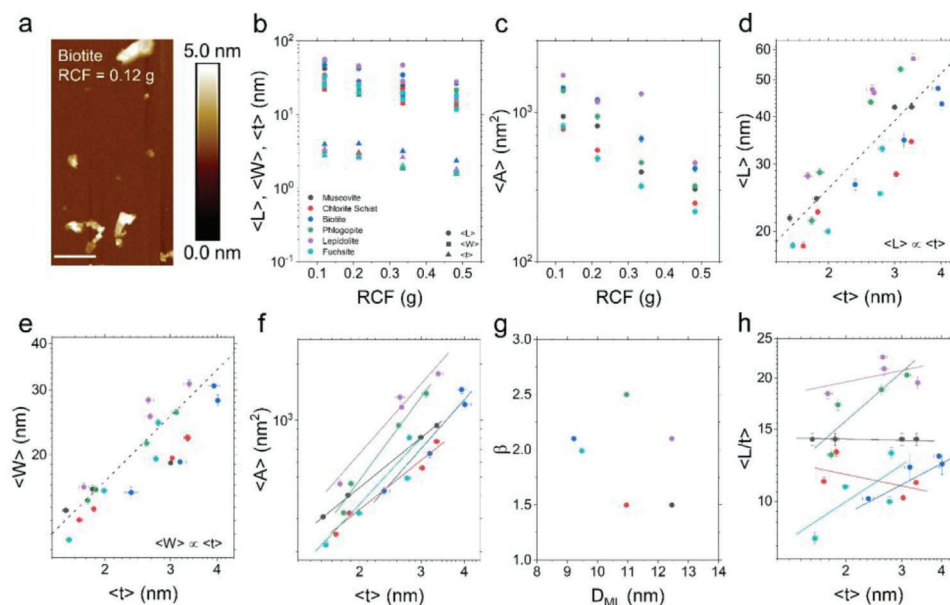 a
Biotite
RCF = 0.12 g
5.0 nm
0.0 nm
b
<L>, <W>, <t> (nm)
10²
10¹
10⁰
10⁻¹
Muscovite
Chlorite Schist
Biotite
Phlogopite
Lepidolite
Fuchsite
<L>
<W>
<t>
0.1 0.2 0.3 0.4 0.5
RCF (g)
c
<A> (nm²)
10³
10²
0.1 0.2 0.3 0.4 0.5
RCF (g)
d
<L> (nm)
60
50
40
30
20
<L> ∝ <t>
2 3 4
<t> (nm)
e
<W> (nm)
40
30
20
<W> ∝ <t>
2 3 4
<t> (nm)
f
<A> (nm²)
10³
2 3 4
<t> (nm)
g
β
3.0
2.5
2.0
1.5
1.0
8 9 10 11 12 13 14
D_ML (nm)
h
<L/t>
25
20
15
10
2 3 4
<t> (nm)